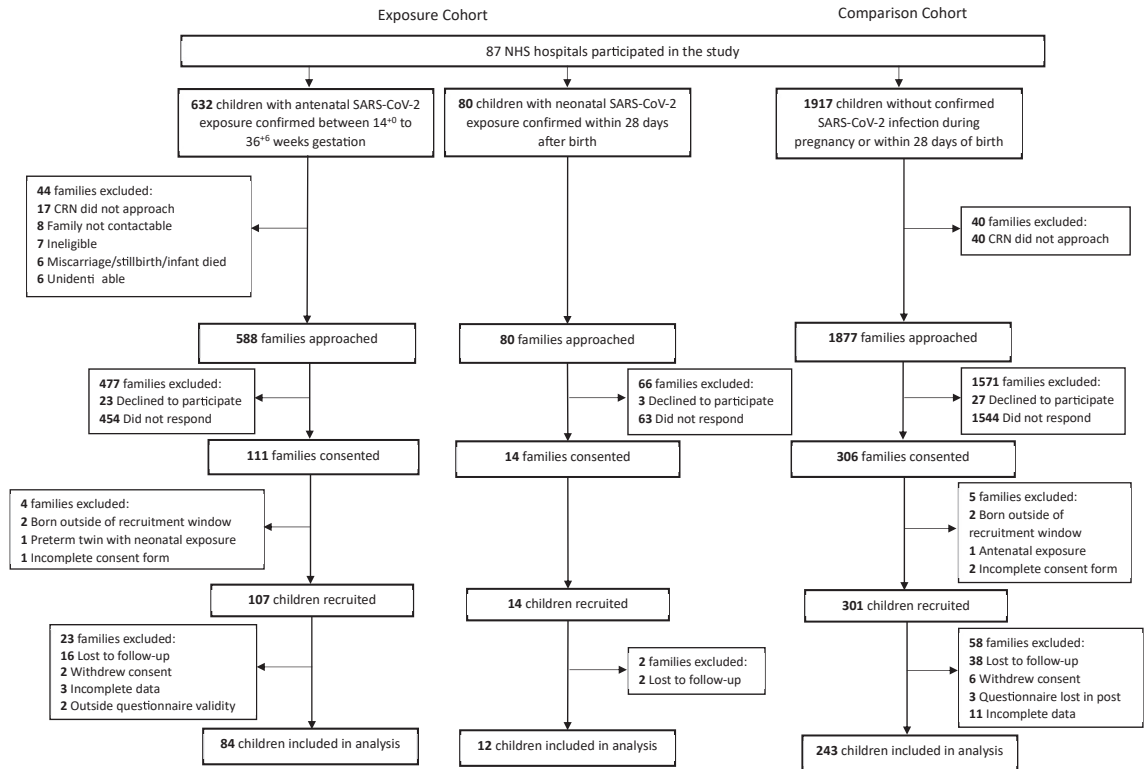 Exposure Cohort
Comparison Cohort
87 NHS hospitals participated in the study
632 children with antenatal SARS-CoV-2
exposure confirmed between 14+0 to
36+6 weeks gestation
80 children with neonatal SARS-CoV-2
exposure confirmed within 28 days
after birth
1917 children without confirmed
SARS-CoV-2 infection during
pregnancy or within 28 days of birth
44 families excluded:
17 CRN did not approach
8 Family not contactable
7 Ineligible
6 Miscarriage/stillbirth/infant died
6 Unidenti able
40 families excluded:
40 CRN did not approach
588 families approached
80 families approached
1877 families approached
477 families excluded:
23 Declined to participate
454 Did not respond
66 families excluded:
3 Declined to participate
63 Did not respond
1571 families excluded:
27 Declined to participate
1544 Did not respond
111 families consented
14 families consented
306 families consented
4 families excluded:
2 Born outside of recruitment window
1 Preterm twin with neonatal exposure
1 Incomplete consent form
5 families excluded:
2 Born outside of
recruitment window
1 Antenatal exposure
2 Incomplete consent form
107 children recruited
14 children recruited
301 children recruited
23 families excluded:
16 Lost to follow-up
2 Withdrew consent
3 Incomplete data
2 Outside questionnaire validity
2 families excluded:
2 Lost to follow-up
58 families excluded:
38 Lost to follow-up
6 Withdrew consent
3 Questionnaire lost in post
11 Incomplete data
84 children included in analysis
12 children included in analysis
243 children included in analysis